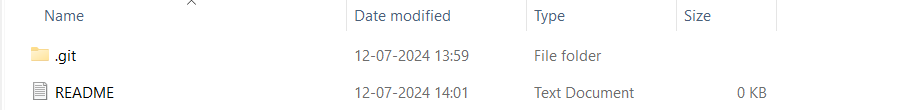 Name Date modified Type Size
.git 12-07-2024 13:59 File folder
README 12-07-2024 14:01 Text Document 0 KB